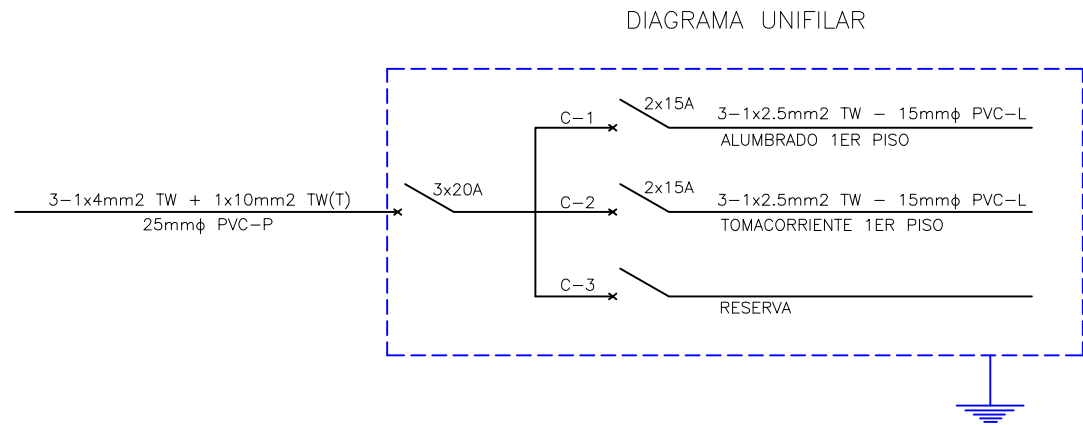 DIAGRAMA UNIFILAR
3-1x4mm2 TW + 1x10mm2 TW(T)
25mmϕ PVC-P
3x20A
C-1
2x15A
3-1x2.5mm2 TW - 15mmϕ PVC-L
ALUMBRADO 1ER PISO
C-2
2x15A
3-1x2.5mm2 TW - 15mmϕ PVC-L
TOMACORRIENTE 1ER PISO
C-3
RESERVA